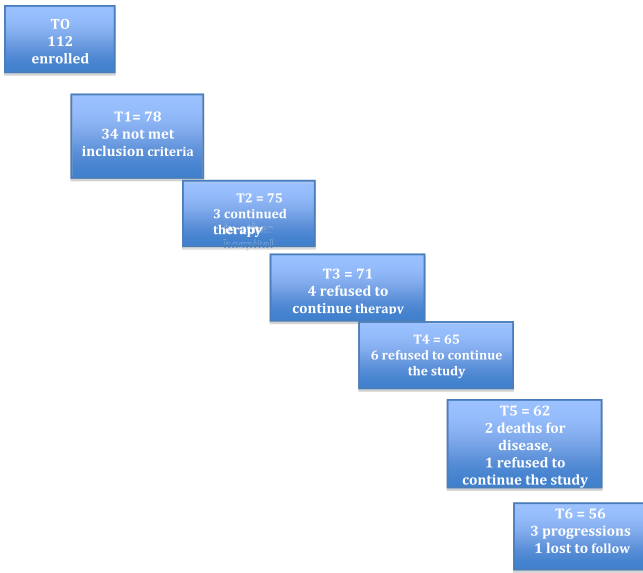 TO
112
enrolled
T1= 78
34 not met
inclusion criteria
T2 = 75
3 continued
therapy
T3 = 71
4 refused to
continue therapy
T4 = 65
6 refused to continue
the study
T5 = 62
2 deaths for
disease,
1 refused to
continue the study
T6 = 56
3 progressions
1 lost to follow